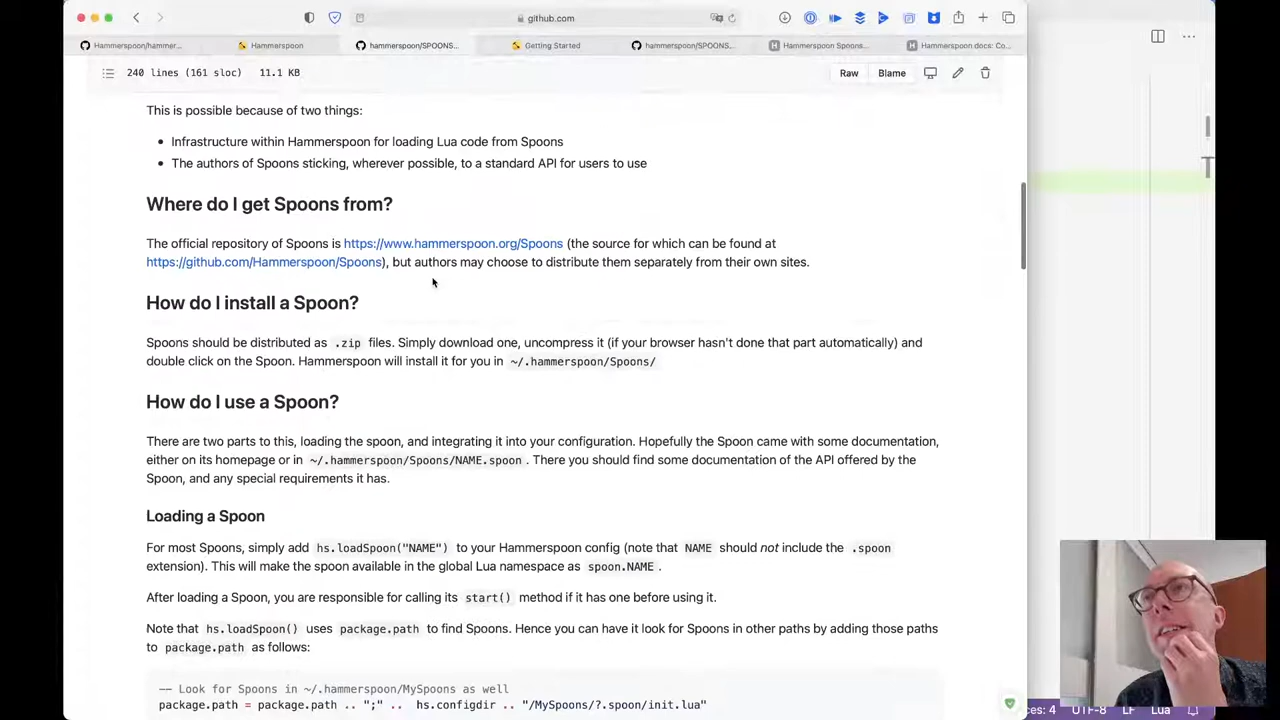 github.com
Hammerspoon/hammer...
Hammerspoon
hammerspoon/SPOONS...
Getting Started
hammerspoon/SPOONS...
Hammerspoon Spoons...
Hammerspoon docs: Co...
240 lines (161 sloc) 11.1 KB
Raw
Blame
This is possible because of two things:
Infrastructure within Hammerspoon for loading Lua code from Spoons
The authors of Spoons sticking, wherever possible, to a standard API for users to use
Where do I get Spoons from?
The official repository of Spoons is https://www.hammerspoon.org/Spoons (the source for which can be found at
https://github.com/Hammerspoon/Spoons), but authors may choose to distribute them separately from their own sites.
How do I install a Spoon?
Spoons should be distributed as .zip files. Simply download one, uncompress it (if your browser hasn't done that part automatically) and
double click on the Spoon. Hammerspoon will install it for you in ~/.hammerspoon/Spoons/
How do I use a Spoon?
There are two parts to this, loading the spoon, and integrating it into your configuration. Hopefully the Spoon came with some documentation,
either on its homepage or in ~/.hammerspoon/Spoons/NAME.spoon . There you should find some documentation of the API offered by the
Spoon, and any special requirements it has.
Loading a Spoon
For most Spoons, simply add hs.loadSpoon("NAME") to your Hammerspoon config (note that NAME should not include the .spoon
extension). This will make the spoon available in the global Lua namespace as spoon.NAME .
After loading a Spoon, you are responsible for calling its start() method if it has one before using it.
Note that hs.loadSpoon() uses package.path to find Spoons. Hence you can have it look for Spoons in other paths by adding those paths
to package.path as follows:
-- Look for Spoons in ~/.hammerspoon/MySpoons as well
package.path = package.path .. ";" .. hs.configdir .. "/MySpoons/?.spoon/init.lua"
ces: 4 UTF-8 LF Lua